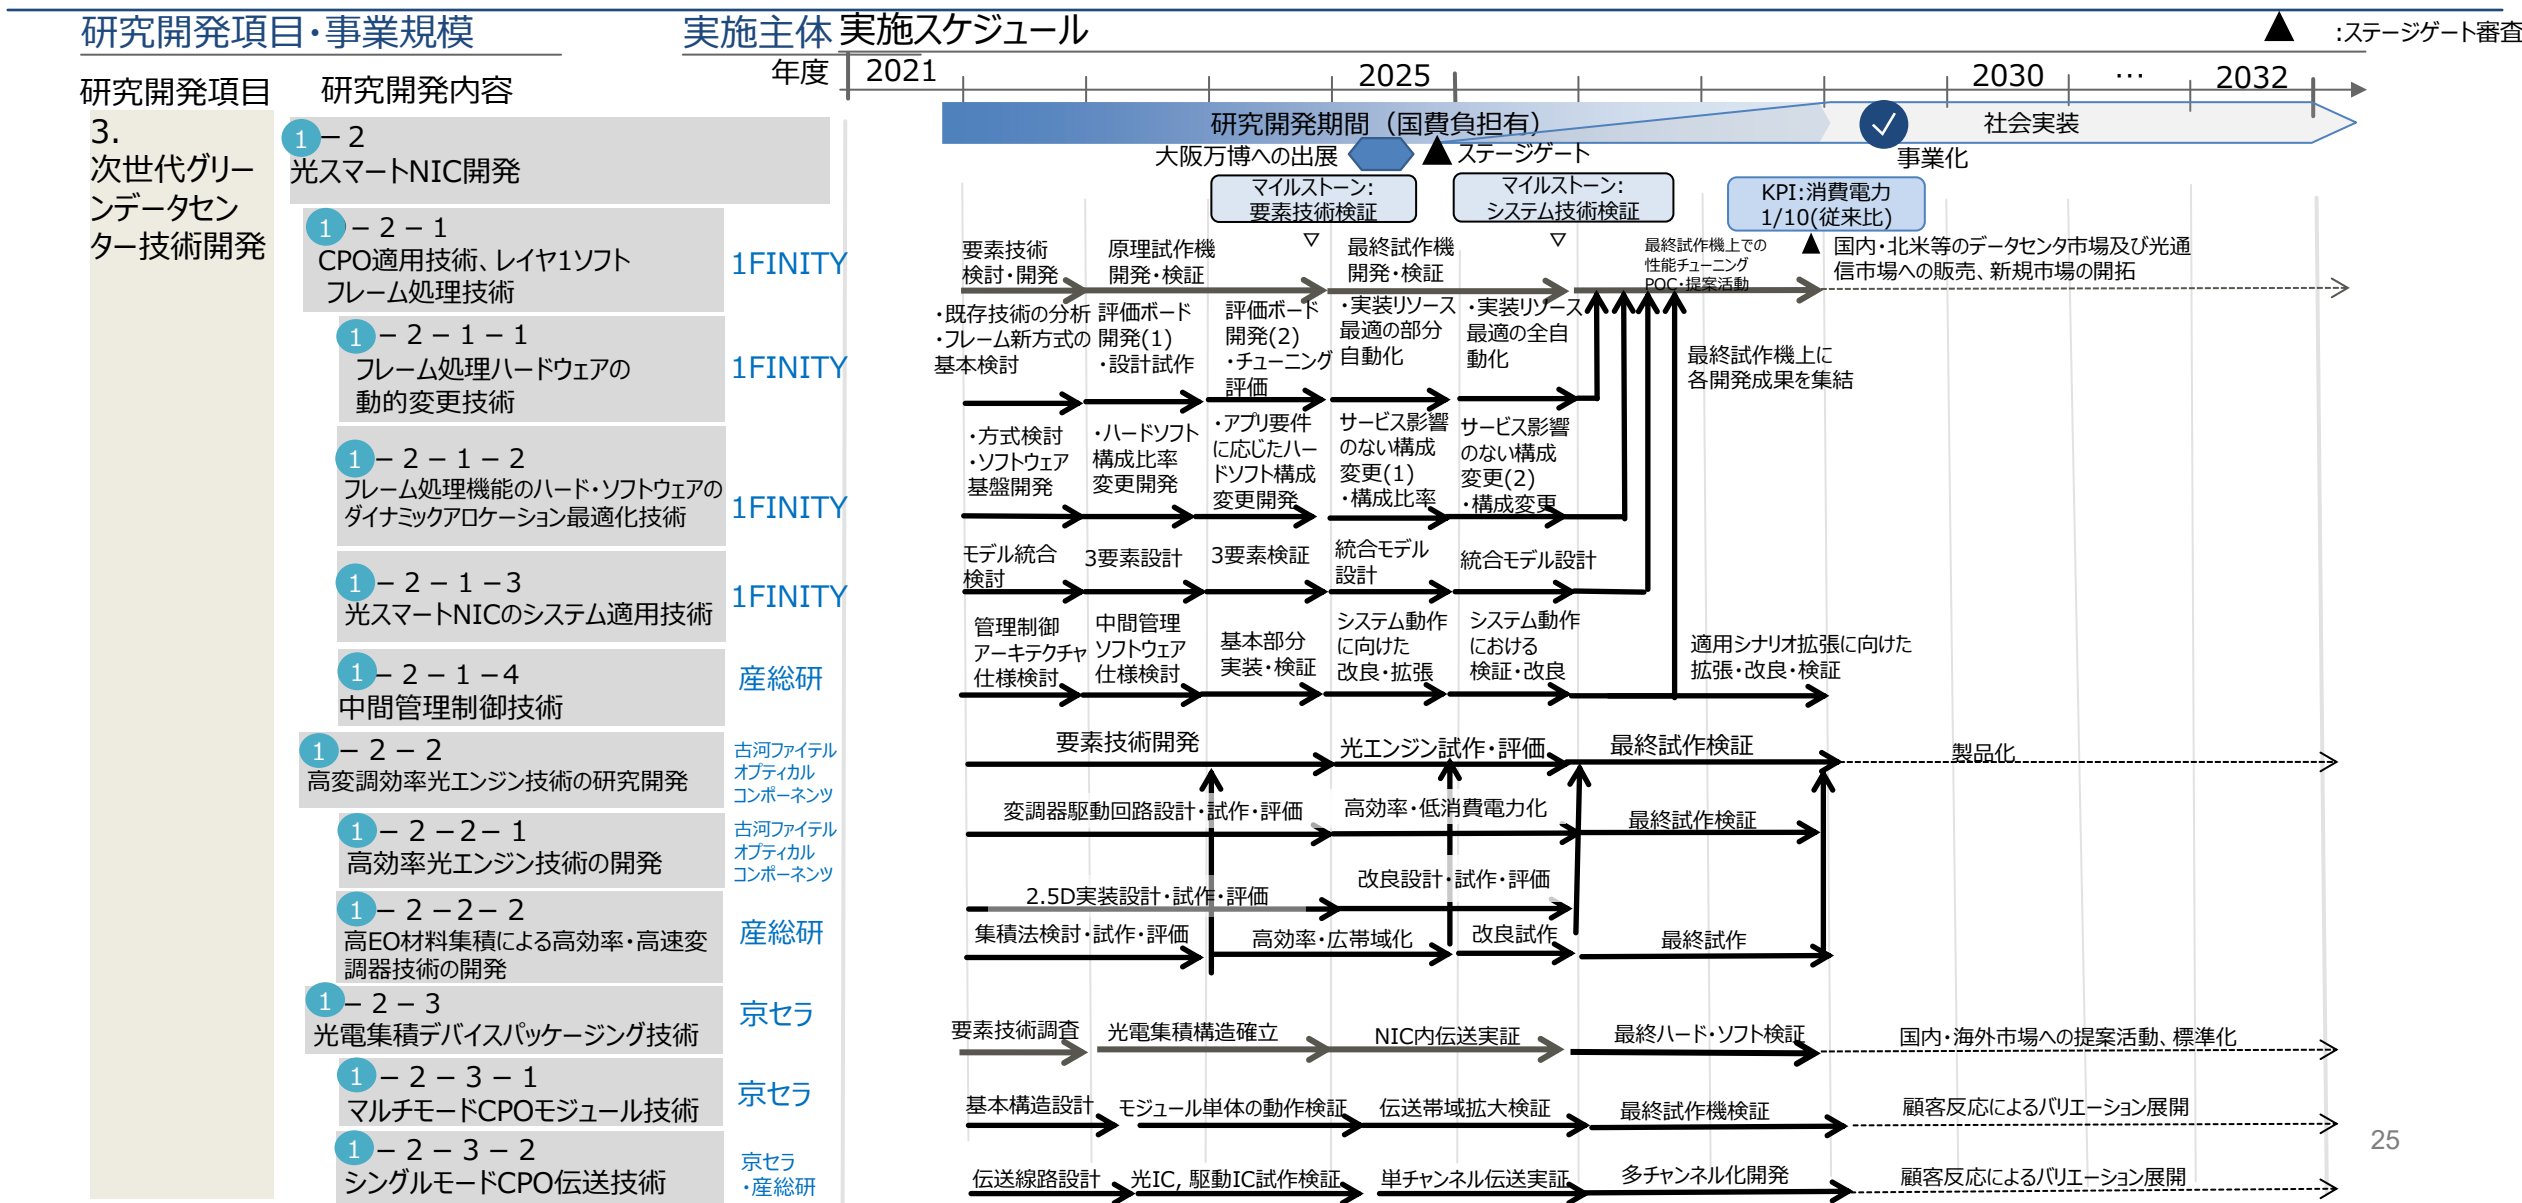 研究開発項目・事業規模
実施主体
実施スケジュール
▲ :ステージゲート審査
年度
2021
2025
2030
…
2032
研究開発項目
研究開発内容
3.
次世代グリー
ンデータセン
ター技術開発
1－2
光スマートNIC開発
研究開発期間（国費負担有）
社会実装
大阪万博への出展
▲ ステージゲート
事業化
マイルストーン:
要素技術検証
マイルストーン:
システム技術検証
KPI:消費電力
1/10(従来比)
1－2－1
CPO適用技術、レイヤ1ソフト
フレーム処理技術
1FINITY
要素技術
検討・開発
原理試作機
開発・検証
最終試作機
開発・検証
最終試作機上での
性能チューニング
POC・提案活動
国内・北米等のデータセンタ市場及び光通
信市場への販売、新規市場の開拓
1－2－1－1
フレーム処理ハードウェアの
動的変更技術
1FINITY
・既存技術の分析
・フレーム新方式の
基本検討
評価ボード
開発(1)
・設計試作
評価ボード
開発(2)
・チューニング
評価
・実装リソース
最適の部分
自動化
・実装リソース
最適の全自
動化
最終試作機上に
各開発成果を集結
1－2－1－2
フレーム処理機能のハード・ソフトウェアの
ダイナミックアロケーション最適化技術
1FINITY
・方式検討
・ソフトウェア
基盤開発
・ハードソフト
構成比率
変更開発
・アプリ要件
に応じたハー
ドソフト構成
変更開発
サービス影響
のない構成
変更(1)
・構成比率
サービス影響
のない構成
変更(2)
・構成変更
1－2－1－3
光スマートNICのシステム適用技術
1FINITY
モデル統合
検討
3要素設計
3要素検証
統合モデル
設計
統合モデル設計
1－2－1－4
中間管理制御技術
産総研
管理制御
アーキテクチャ
仕様検討
中間管理
ソフトウェア
仕様検討
基本部分
実装・検証
システム動作
に向けた
改良・拡張
システム動作
における
検証・改良
適用シナリオ拡張に向けた
拡張・改良・検証
1－2－2
高変調効率光エンジン技術の研究開発
古河ファイテル
オプティカル
コンポーネンツ
要素技術開発
光エンジン試作・評価
最終試作検証
製品化
1－2－2－1
高効率光エンジン技術の開発
古河ファイテル
オプティカル
コンポーネンツ
変調器駆動回路設計・試作・評価
高効率・低消費電力化
最終試作検証
2.5D実装設計・試作・評価
改良設計・試作・評価
1－2－2－2
高EO材料集積による高効率・高速変
調器技術の開発
産総研
集積法検討・試作・評価
高効率・広帯域化
改良試作
最終試作
1－2－3
光電集積デバイスパッケージング技術
京セラ
要素技術調査
光電集積構造確立
NIC内伝送実証
最終ハード・ソフト検証
国内・海外市場への提案活動、標準化
1－2－3－1
マルチモードCPOモジュール技術
京セラ
基本構造設計
モジュール単体の動作検証
伝送帯域拡大検証
最終試作機検証
顧客反応によるバリエーション展開
1－2－3－2
シングルモードCPO伝送技術
京セラ
・産総研
伝送線路設計
光IC, 駆動IC試作検証
単チャンネル伝送実証
多チャンネル化開発
顧客反応によるバリエーション展開
25